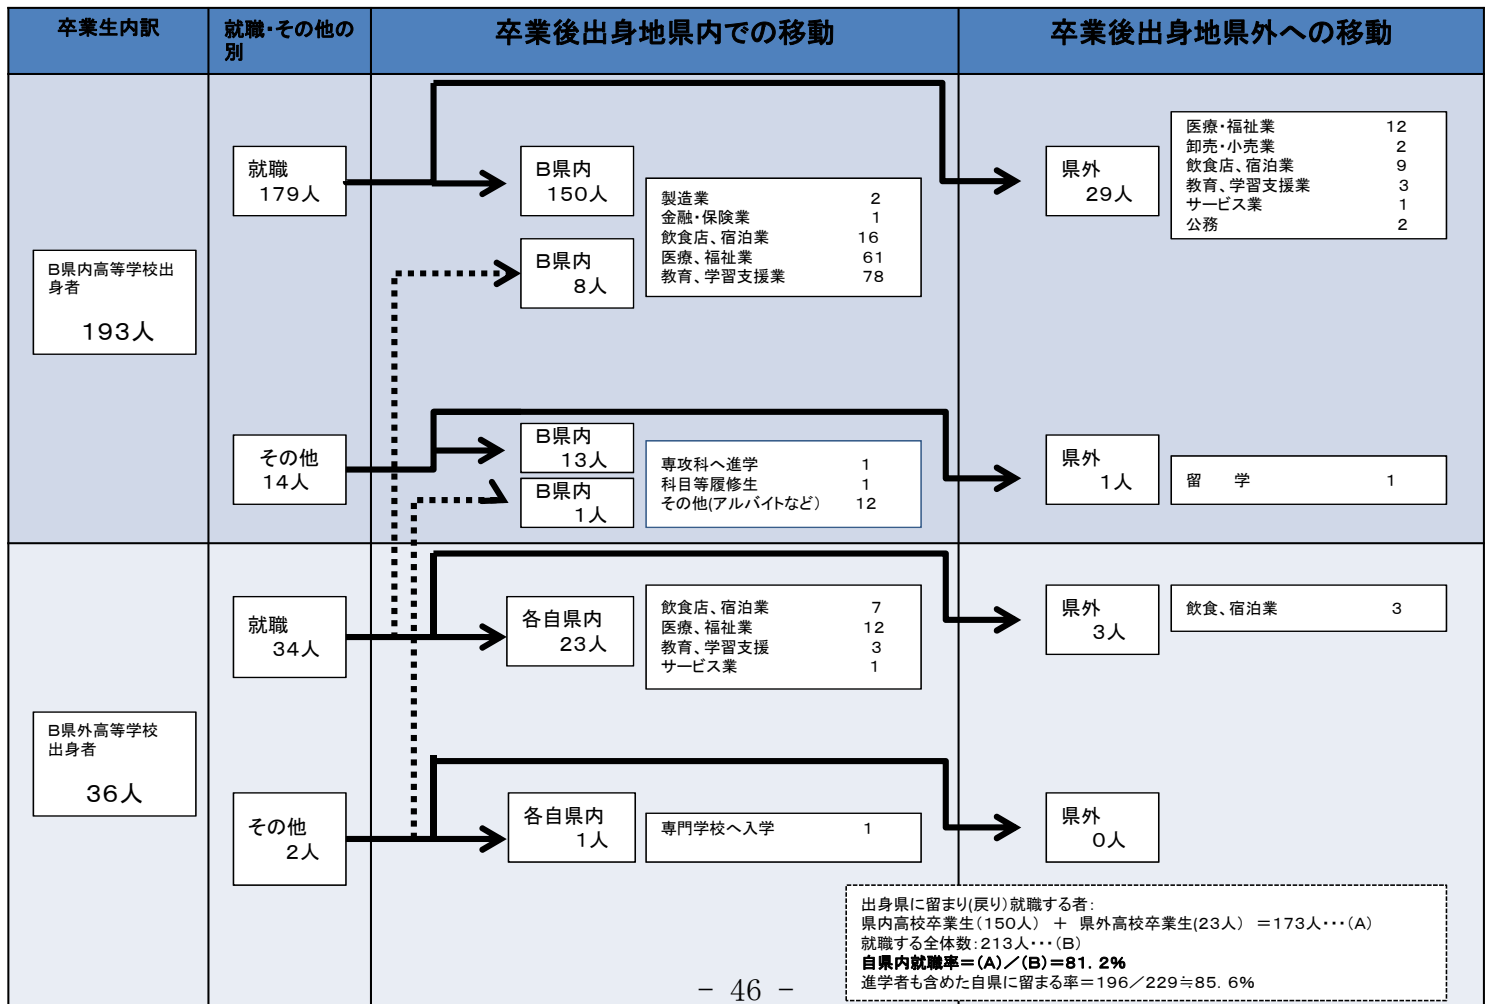 卒業生内訳
就職・その他の
別
卒業後出身地県内での移動
卒業後出身地県外への移動
B県内高等学校出
身者
193人
就職
179人
B県内
150人
B県内
8人
製造業 2
金融・保険業 1
飲食店、宿泊業 16
医療、福祉業 61
教育、学習支援業 78
県外
29人
医療・福祉業 12
卸売・小売業 2
飲食店、宿泊業 9
教育、学習支援業 3
サービス業 1
公務 2
その他
14人
B県内
13人
B県内
1人
専攻科へ進学 1
科目等履修生 1
その他(アルバイトなど） 12
県外
1人
留　学 1
B県外高等学校
出身者
36人
就職
34人
各自県内
23人
飲食店、宿泊業 7
医療、福祉業 12
教育、学習支援 3
サービス業 1
県外
3人
飲食、宿泊業 3
その他
2人
各自県内
1人
専門学校へ入学 1
県外
0人
出身県に留まり(戻り)就職する者：
県内高校卒業生(150人)　＋　県外高校卒業生(23人)　＝173人・・・(A)
就職する全体数：213人・・・(B)
自県内就職率＝(A)／(B)＝81．2％
進学者も含めた自県に留まる率＝196／229≒85．6％
- 46 -